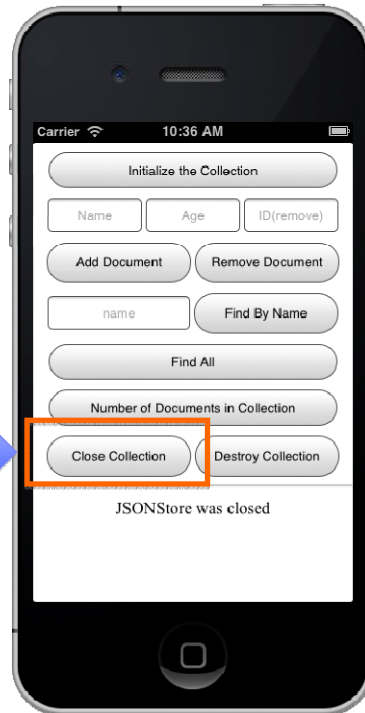 Carrier 10:36 AM
Initialize the Collection
Name Age ID(remove)
Add Document Remove Document
name Find By Name
Find All
Number of Documents in Collection
Close Collection Destroy Collection
JSONStore was closed